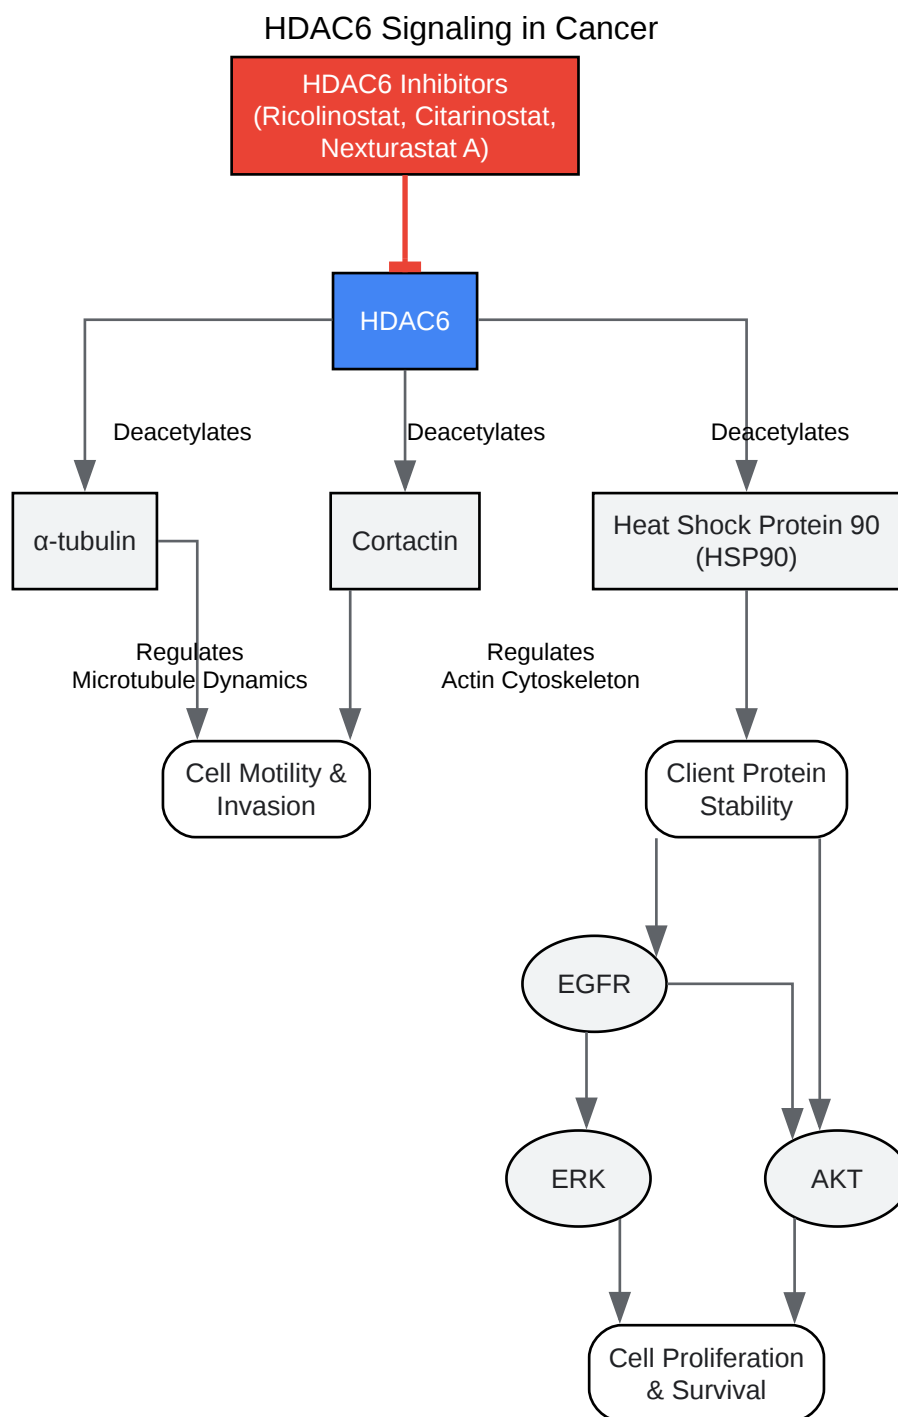 HDAC6 Signaling in Cancer
HDAC6 Inhibitors
(Ricolinostat, Citarinostat,
Nexturastat A)
HDAC6
Deacetylates
Deacetylates
Deacetylates
α-tubulin
Cortactin
Heat Shock Protein 90
(HSP90)
Regulates
Microtubule Dynamics
Regulates
Actin Cytoskeleton
Cell Motility &
Invasion
Client Protein
Stability
EGFR
ERK
AKT
Cell Proliferation
& Survival